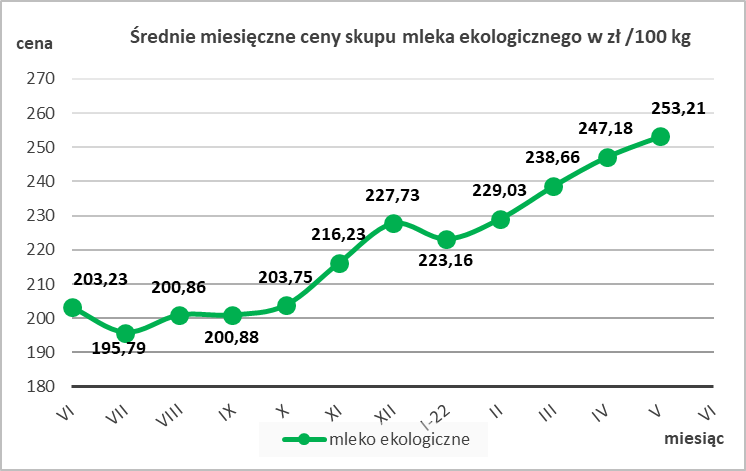 Średnie miesięczne ceny skupu mleka ekologicznego w zł /100 kg
cena
270
260
250
240
230
220
210
200
190
180
203,23
195,79
200,86
200,88
203,75
216,23
227,73
223,16
229,03
238,66
247,18
253,21
VI
VII
VIII
IX
X
XI
XII
I-22
II
III
IV
V
VI
mleko ekologiczne
miesiąc